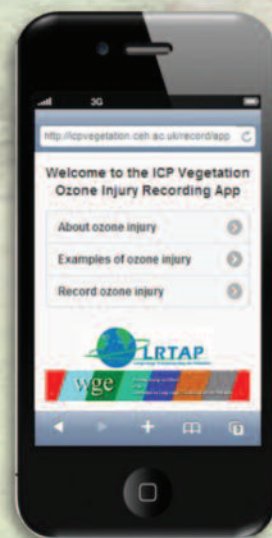 3G
http://icpvegetation.ceh.ac.uk/record/app
Welcome to the ICP Vegetation
Ozone Injury Recording App
About ozone injury
Examples of ozone injury
Record ozone injury
LRTAP
wge